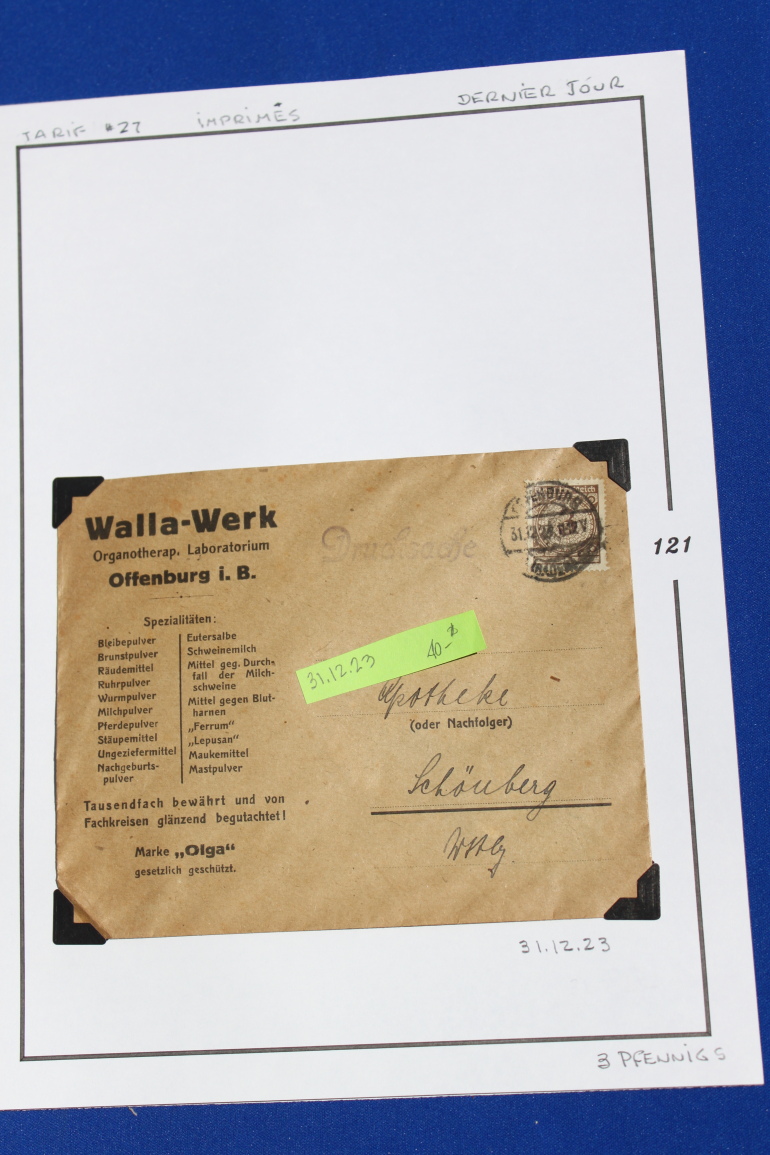 TARIF #27 IMPRIMÉS DERNIER JOUR
121
Walla-Werk
Organotherap. Laboratorium
Offenburg i. B.
Drucksache
31.12.23
Spezialitäten:
Bleibepulver
Brunstpulver
Räudemittel
Ruhrpulver
Wurmpulver
Milchpulver
Pferdepulver
Stäupemittel
Ungeziefermittel
Nachgeburts-
pulver
Eutersalbe
Schweinemilch
Mittel geg. Durch-
fall der Milch-
schweine
Mittel gegen Blut-
harnen
„Ferrum“
„Lepusan“
Maukemittel
Mastpulver
Tausendfach bewährt und von
Fachkreisen glänzend begutachtet!
Marke „Olga“
gesetzlich geschützt.
31.12.23 40-$
Apotheke
(oder Nachfolger)
Schönberg
31.12.23
3 PFENNIGS